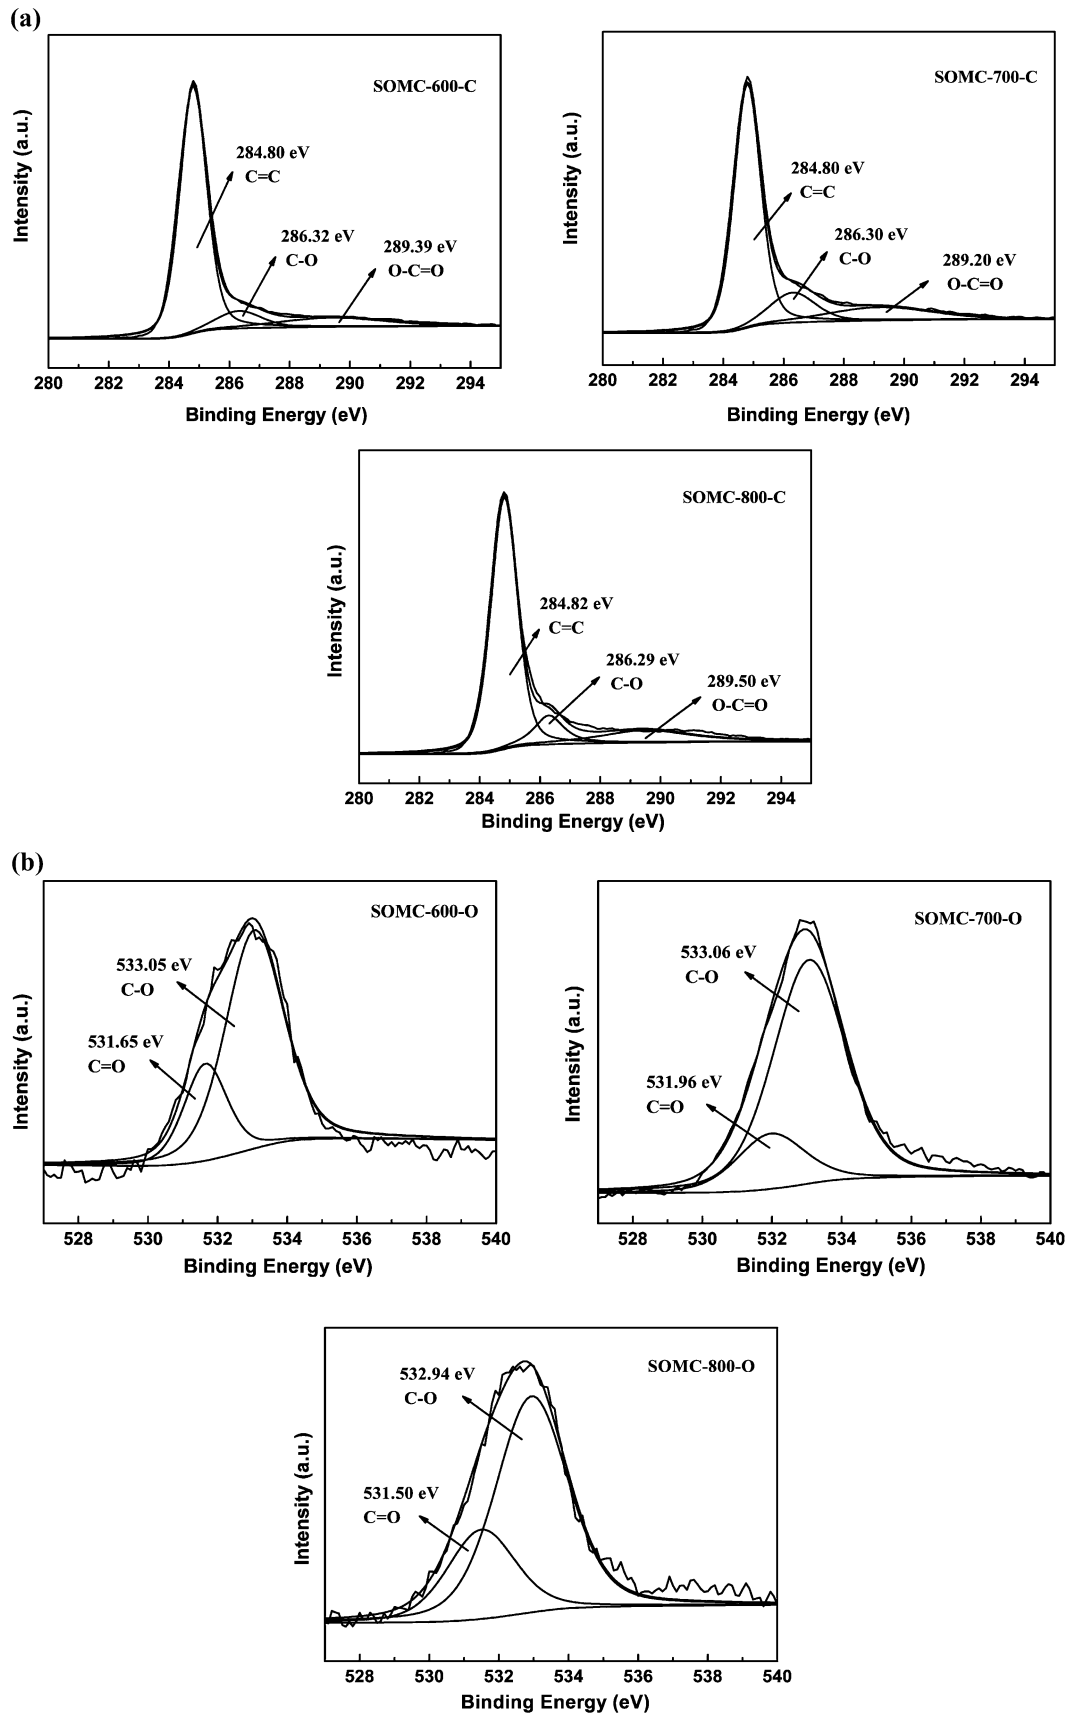 (a)
SOMC-600-C
284.80 eV
C=C
286.32 eV
C-O
289.39 eV
O-C=O
Intensity (a.u.)
280 282 284 286 288 290 292 294
Binding Energy (eV)
SOMC-700-C
284.80 eV
C=C
286.30 eV
C-O
289.20 eV
O-C=O
Intensity (a.u.)
280 282 284 286 288 290 292 294
Binding Energy (eV)
SOMC-800-C
284.82 eV
C=C
286.29 eV
C-O
289.50 eV
O-C=O
Intensity (a.u.)
280 282 284 286 288 290 292 294
Binding Energy (eV)
(b)
SOMC-600-O
533.05 eV
C-O
531.65 eV
C=O
Intensity (a.u.)
528 530 532 534 536 538 540
Binding Energy (eV)
SOMC-700-O
533.06 eV
C-O
531.96 eV
C=O
Intensity (a.u.)
528 530 532 534 536 538 540
Binding Energy (eV)
SOMC-800-O
532.94 eV
C-O
531.50 eV
C=O
Intensity (a.u.)
528 530 532 534 536 538 540
Binding Energy (eV)